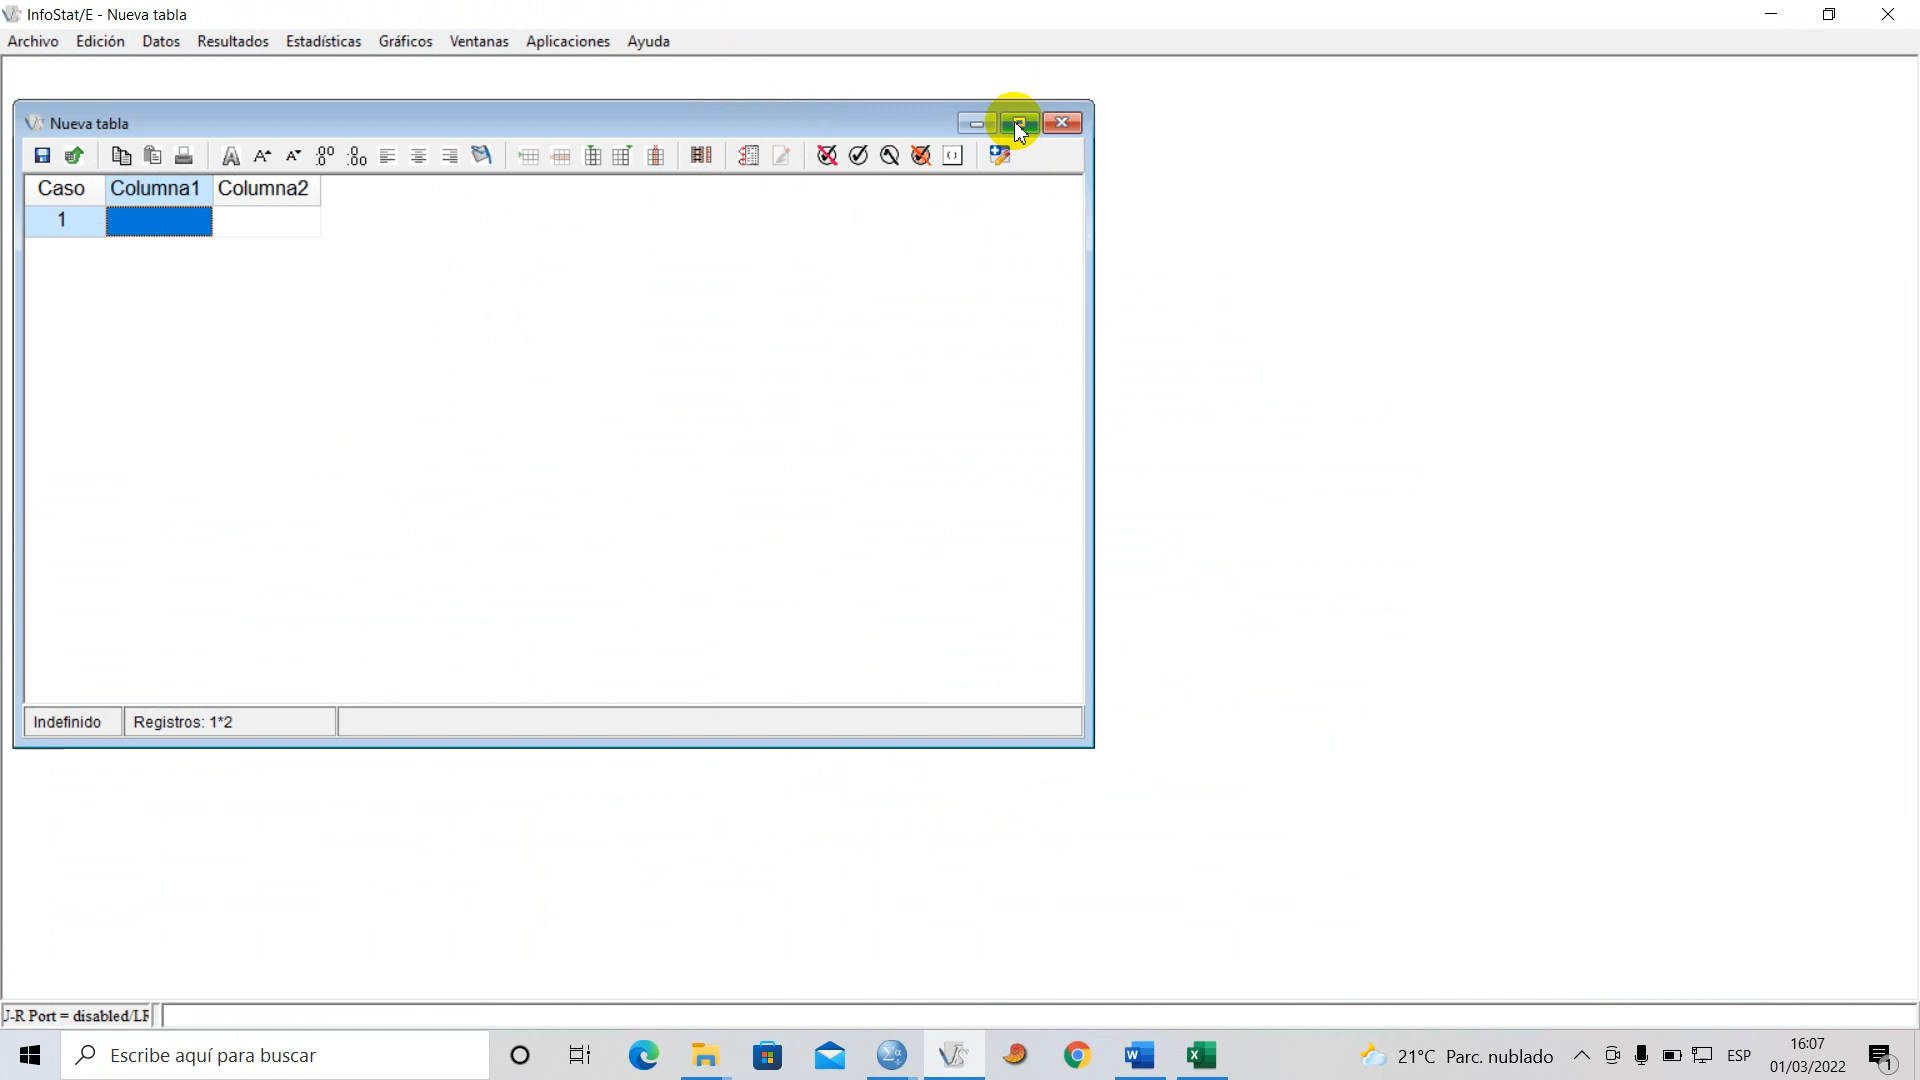 InfoStat/E - Nueva tabla
Archivo Edición Datos Resultados Estadísticas Gráficos Ventanas Aplicaciones Ayuda
Nueva tabla
Caso Columna1 Columna2
1
Indefinido Registros: 1*2
J-R Port = disabled/LF
Escribe aquí para buscar
21°C Parc. nublado ESP 16:07
01/03/2022 1